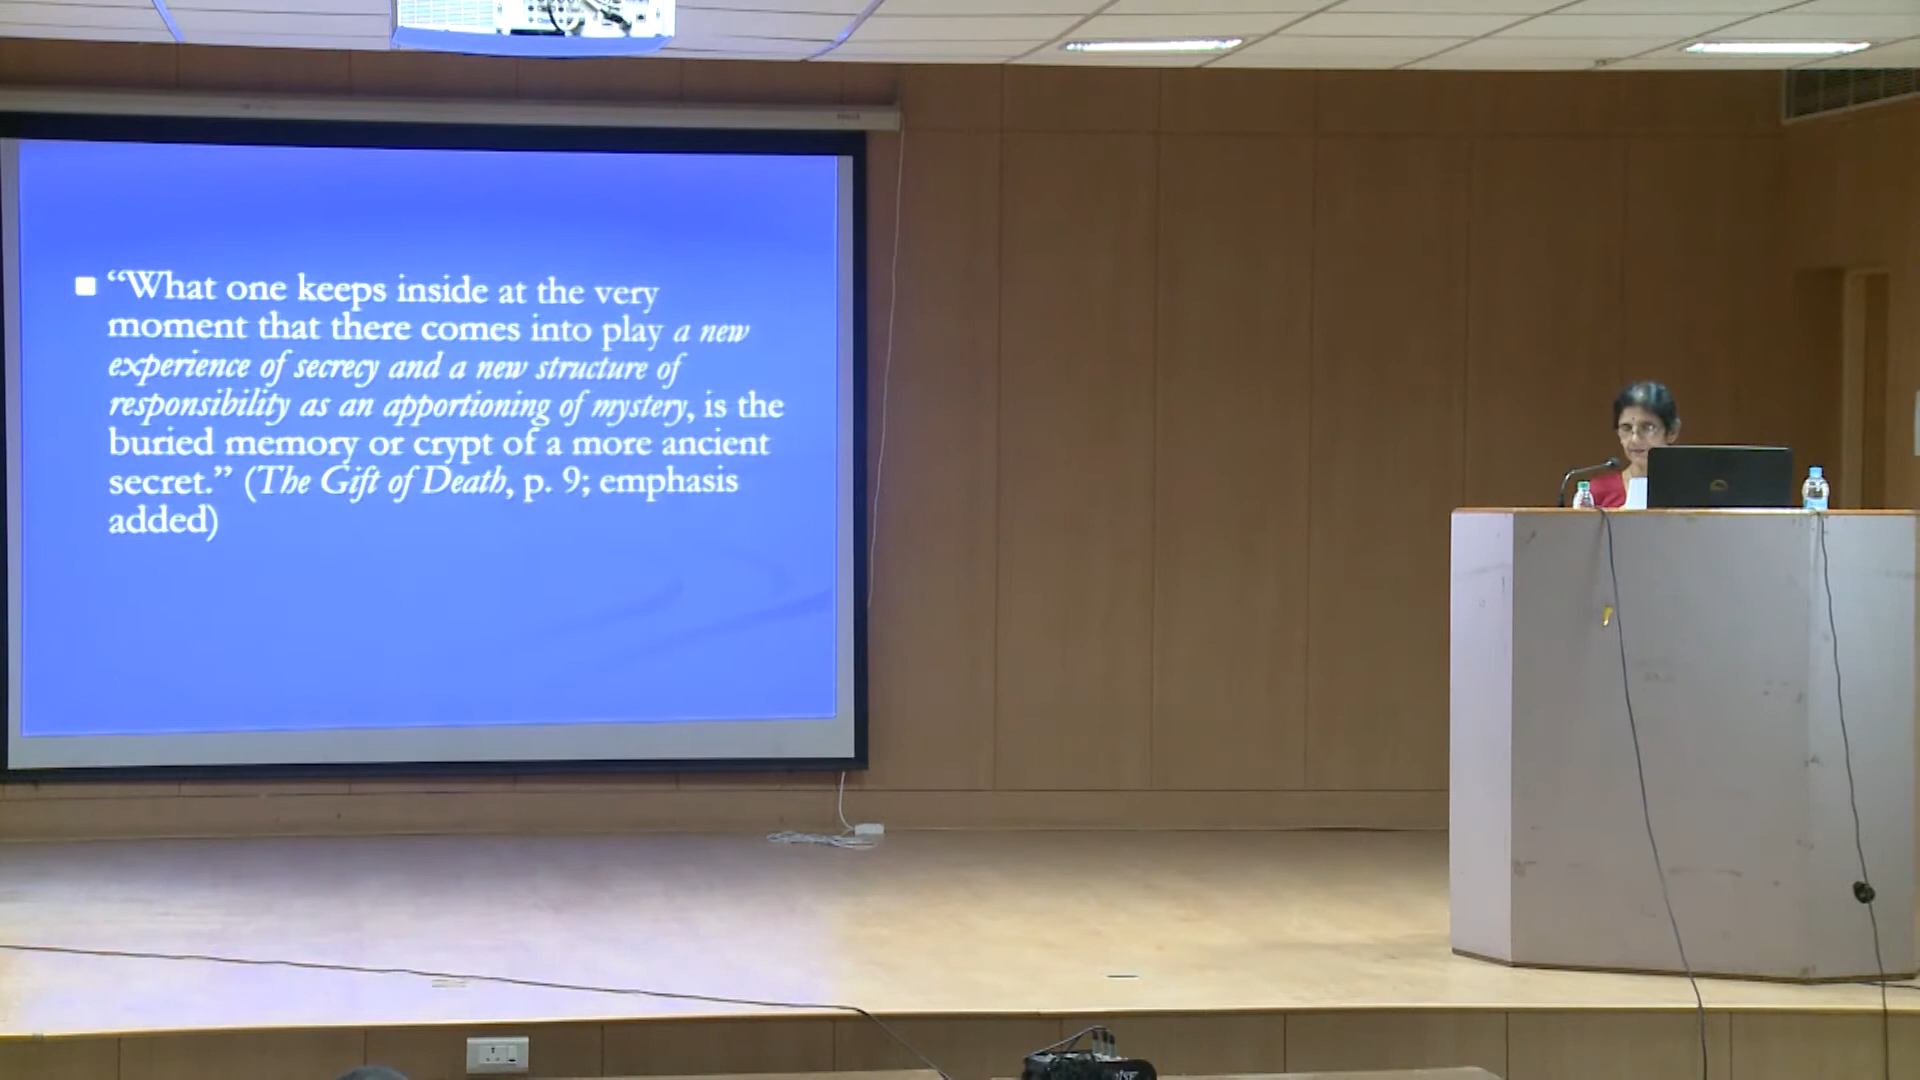 “What one keeps inside at the very
moment that there comes into play a new
experience of secrecy and a new structure of
responsibility as an apportioning of mystery, is the
buried memory or crypt of a more ancient
secret.” (The Gift of Death, p. 9; emphasis
added)